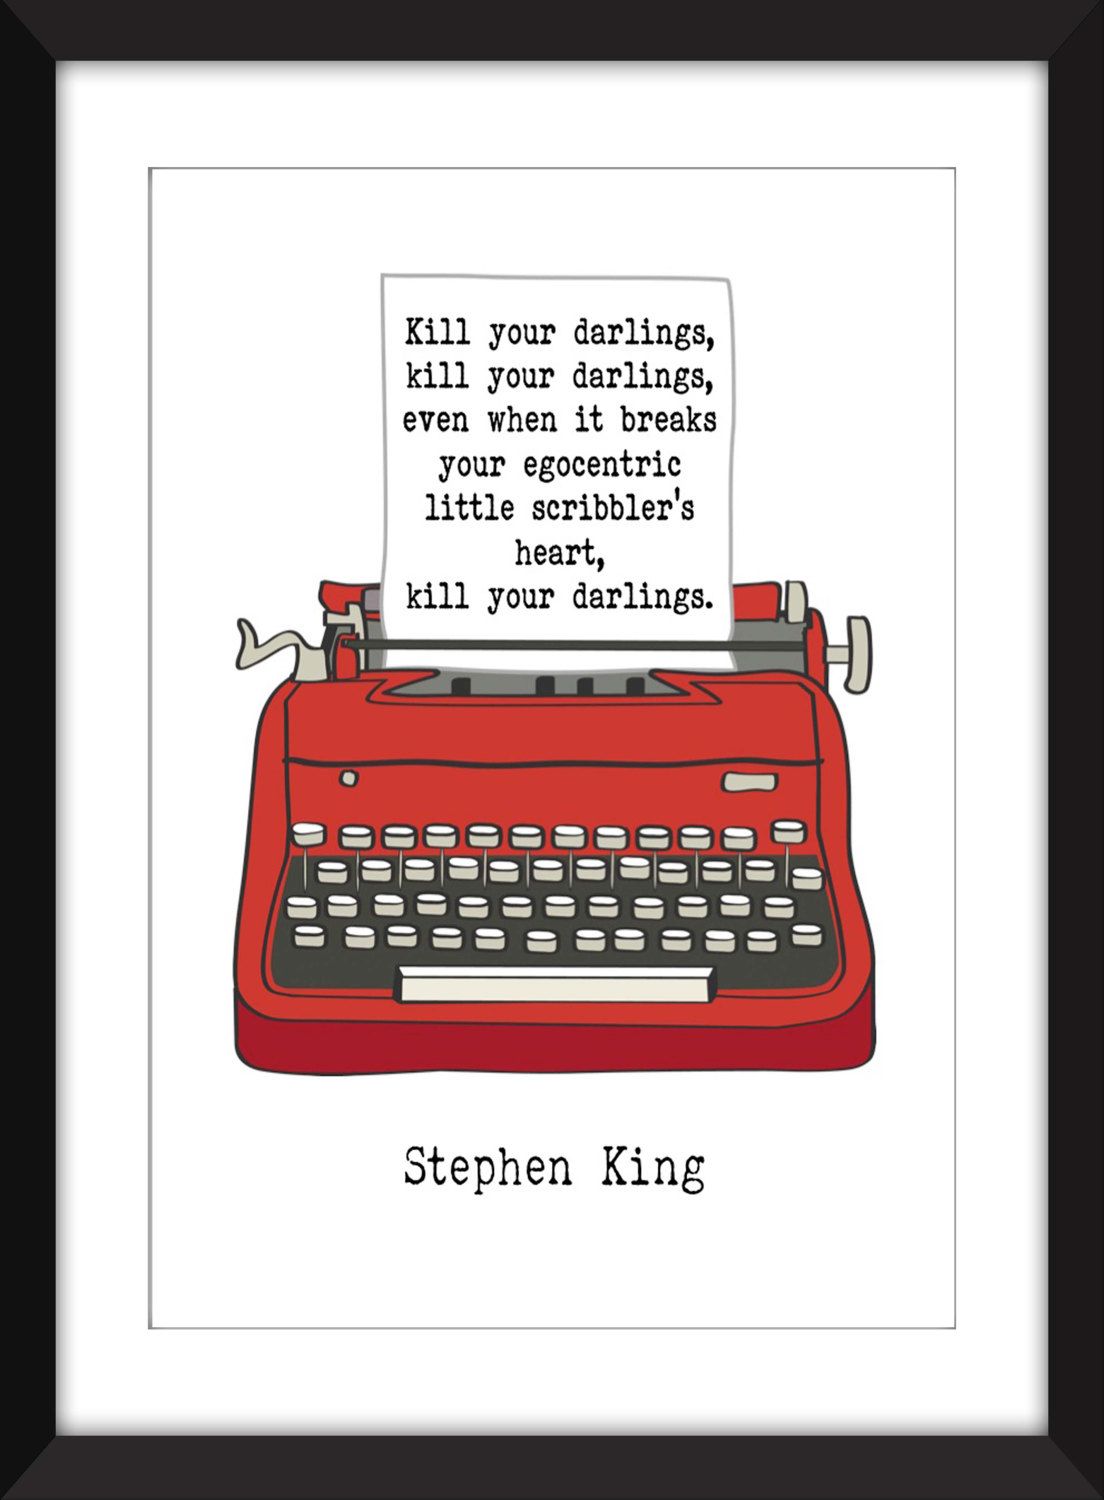 Kill your darlings,
kill your darlings,
even when it breaks
your egocentric
little scribbler's
heart,
kill your darlings.
Stephen King